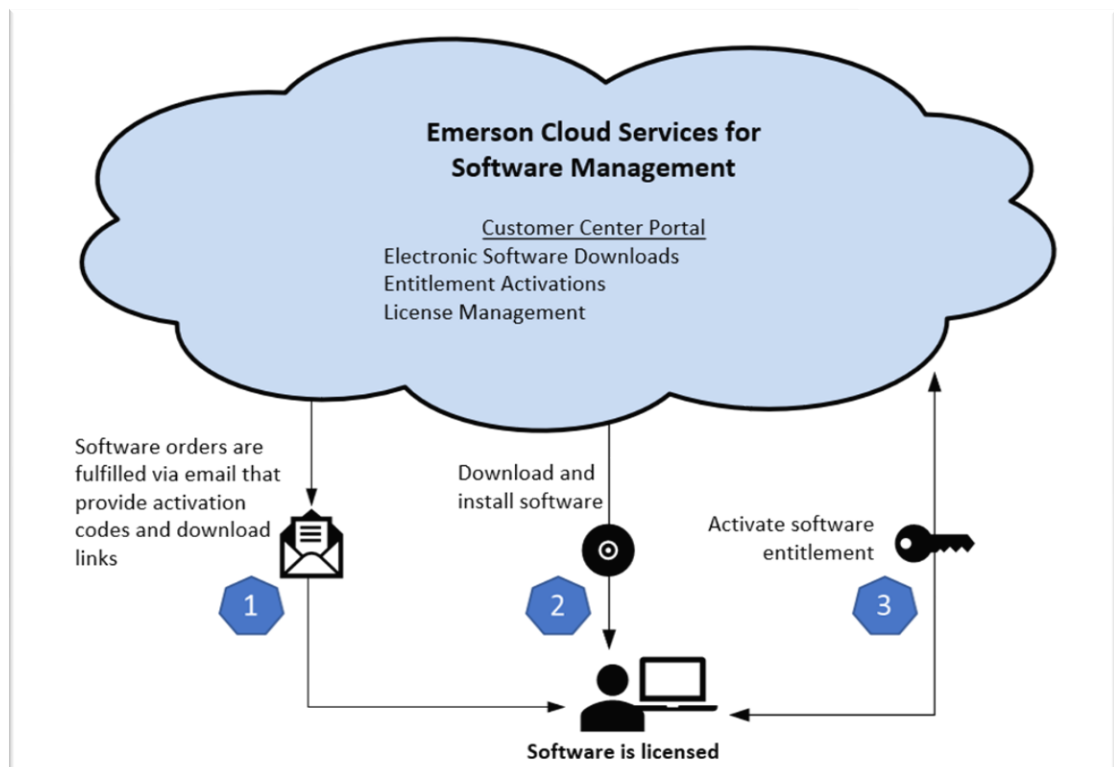 Emerson Cloud Services for
Software Management
Customer Center Portal
Electronic Software Downloads
Entitlement Activations
License Management
Software orders are
fulfilled via email that
provide activation
codes and download
links
1
Download and
install software
2
Activate software
entitlement
3
Software is licensed